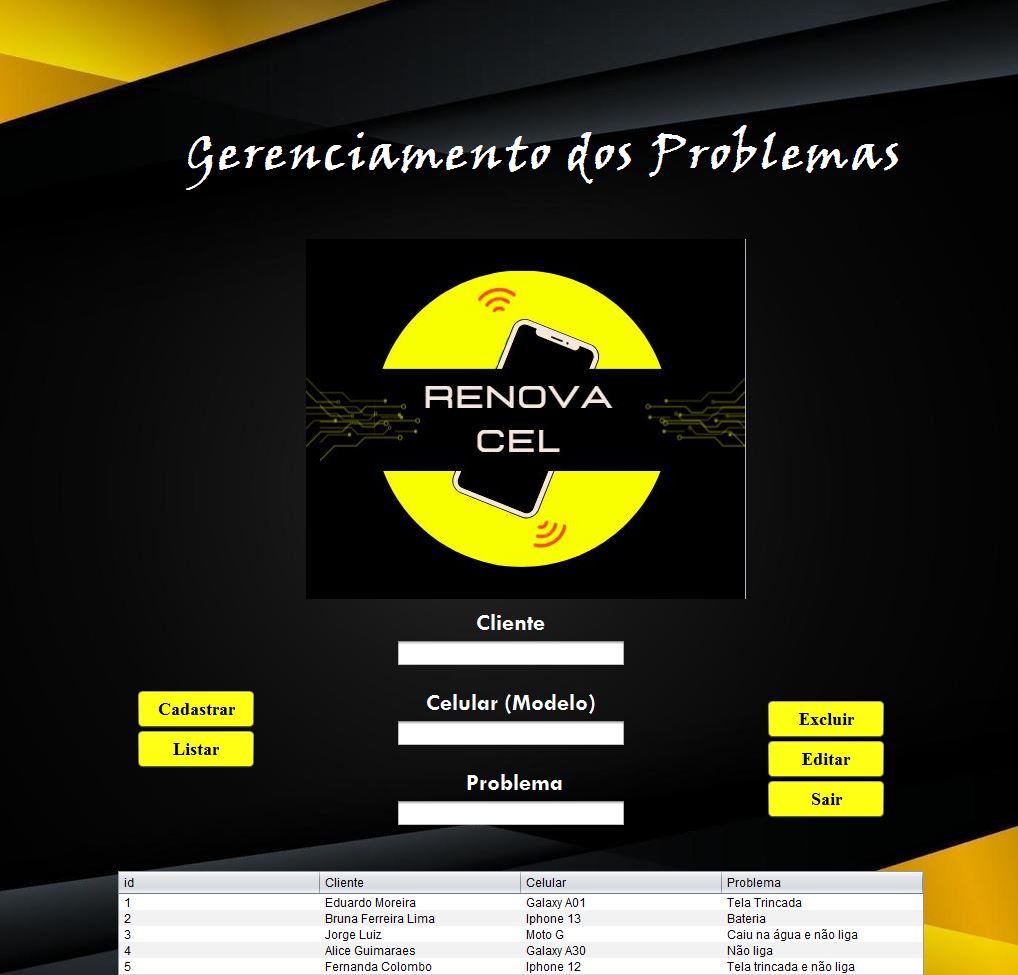 Gerenciamento dos Problemas
RENOVA
CEL
Cliente
Celular (Modelo)
Problema
Cadastrar
Listar
Excluir
Editar
Sair
id Cliente Celular Problema
1 Eduardo Moreira Galaxy A01 Tela Trincada
2 Bruna Ferreira Lima Iphone 13 Bateria
3 Jorge Luiz Moto G Caiu na água e não liga
4 Alice Guimaraes Galaxy A30 Não liga
5 Fernanda Colombo Iphone 12 Tela trincada e não liga